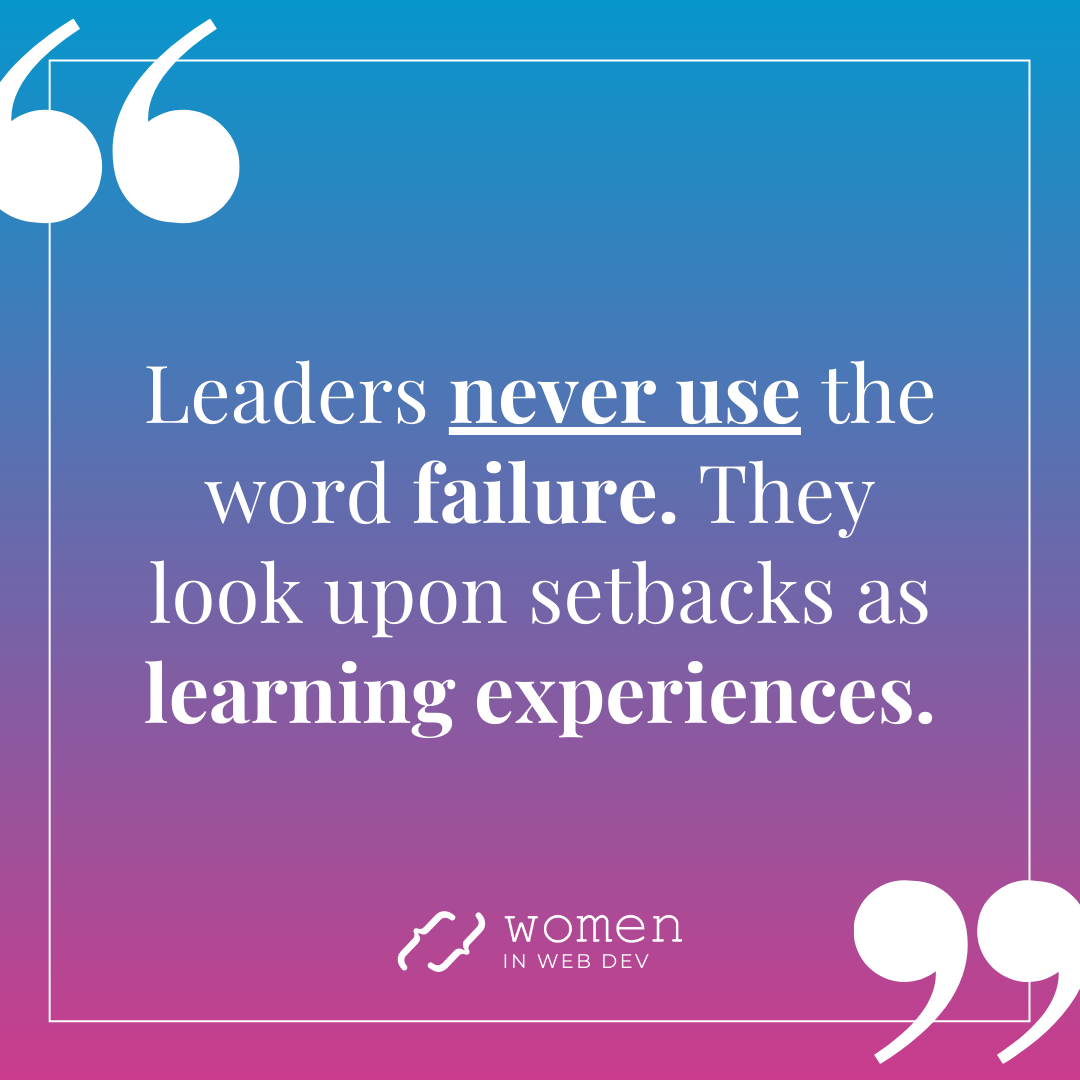 “
Leaders never use the
word failure. They
look upon setbacks as
learning experiences.
women
IN WEB DEV
”